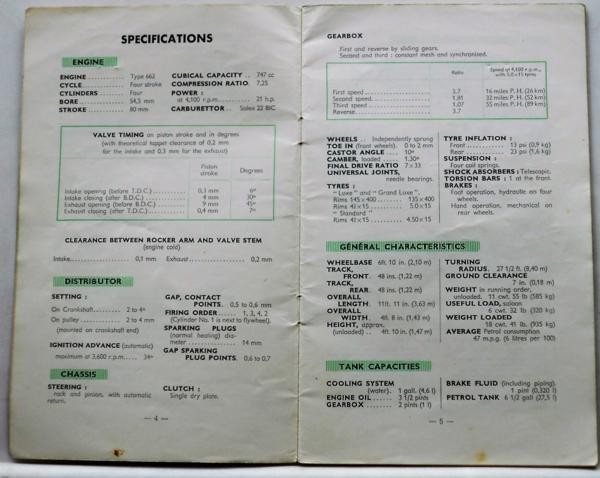 SPECIFICATIONS
ENGINE
ENGINE ............ Type 662
CYCLE ............ Four stroke
CYLINDERS ............ Four
BORE ............ 54,5 mm
STROKE ............ 80 mm
CUBICAL CAPACITY .. 747 cc
COMPRESSION RATIO. 7,25
POWER :
at 4,100 r.p.m. ............ 21 h.p.
CARBURETTOR .. Solex 22 BIC
VALVE TIMING on piston stroke and in degrees
(with theoretical tappet clearance of 0,2 mm
for the intake and 0,3 mm for the exhaust)
Piston stroke Degrees
Intake opening (before T.D.C.) ............ 0,3 mm 6°
Intake closing (after B.D.C.) ............ 4 mm 30°
Exhaust opening (before B.D.C.) ............ 9 mm 45°
Exhaust closing (after T.D.C.) ............ 0,4 mm 7°
CLEARANCE BETWEEN ROCKER ARM AND VALVE STEM
(engine cold)
Intake ............ 0,1 mm Exhaust ............ 0,2 mm
DISTRIBUTOR
SETTING :
On Crankshaft ............ 2 to 4°
On pulley ............ 2 to 4 mm
(mounted on crankshaft end)
IGNITION ADVANCE (automatic)
maximum at 3,600 r.p.m. ............ 34°
GAP, CONTACT
POINTS. 0,5 to 0,6 mm
FIRING ORDER ............ 1, 3, 4, 2
(Cylinder No. 1 is next to flywheel).
SPARKING PLUGS
(normal heating) dia-
meter ............ 14 mm
GAP SPARKING
PLUG POINTS. 0,6 to 0,7
CHASSIS
STEERING :
rack and pinion, with automatic
return.
CLUTCH :
Single dry plate.
— 4 —
GEARBOX
First and reverse by sliding gears.
Second and third : constant mesh and synchronised.
Ratio Speed at 4,100 r.p.m.
First speed ............ 3.7 16 miles P. H. (26 km)
Second speed ............ 1.81 32 miles P. H. (52 km)
Third speed ............ 1.07 55 miles P. H. (89 km)
Reverse ............ 3.7
WHEELS .. Independently sprung
TOE IN (front wheels). 0 to 2 mm
CASTOR ANGLE ............ 10°
CAMBER, loaded ............ 1.30°
FINAL DRIVE RATIO 7×33
UNIVERSAL JOINTS,
needle bearings.
TYRES :
" Luxe " and " Grand Luxe ".
Rims 145×400 ............ 135×400
Rims 4J×15 ............ 5.0×15
" Standard "
Rims 4J×15 ............ 4.50×15
TYRE INFLATION :
Front ............ 13 psi (0,9 kg)
Rear ............ 23 psi (1,6 kg)
SUSPENSION :
Four coil springs.
SHOCK ABSORBERS : Telescopic.
TORSION BARS : 1 at the front.
BRAKES :
Foot operation, hydraulic on four
wheels.
Hand operation, mechanical on
rear wheels.
GENERAL CHARACTERISTICS
WHEELBASE 6ft. 10 in. (2,10 m)
TRACK,
FRONT. 48 ins. (1,22 m)
TRACK,
REAR. 48 ins. (1,22 m)
OVERALL
LENGTH. 11ft. 11 in. (3,63 m)
OVERALL
WIDTH. 4ft. 8 in. (1,43 m)
HEIGHT, approx.
(unloaded) .. 4ft. 10 in. (1,47 m)
TURNING
RADIUS. 27 1/2 ft. (8,40 m)
GROUND CLEARANCE
7 in. (0,18 m)
WEIGHT in running order,
unloaded. 11 cwt. 55 lb (585 kg)
USEFUL LOAD, saloon
6 cwt. 32 lb (320 kg)
WEIGHT LOADED
18 cwt. 41 lb. (935 kg)
AVERAGE Petrol consumption
47 m.p.g. (6 litres per 100)
TANK CAPACITIES
COOLING SYSTEM
(water). 1 gall. (4,6 l)
ENGINE OIL ...... 3 1/2 pints
GEARBOX ........ 2 pints (1 l)
BRAKE FLUID (including piping).
1 pint (0,320 l)
PETROL TANK 6 1/2 gall (27,5 l)
— 5 —